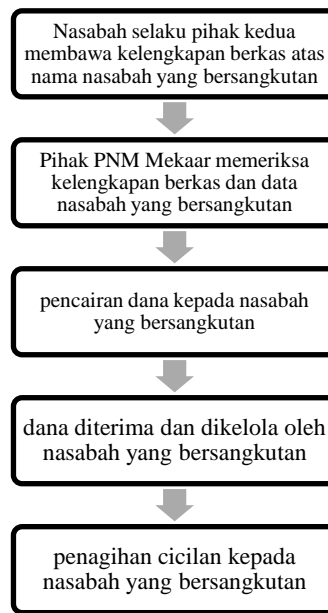 Nasabah selaku pihak kedua
membawa kelengkapan berkas atas
nama nasabah yang bersangkutan
Pihak PNM Mekaar memeriksa
kelengkapan berkas dan data
nasabah yang bersangkutan
pencairan dana kepada nasabah
yang bersangkutan
dana diterima dan dikelola oleh
nasabah yang bersangkutan
penagihan cicilan kepada
nasabah yang bersangkutan